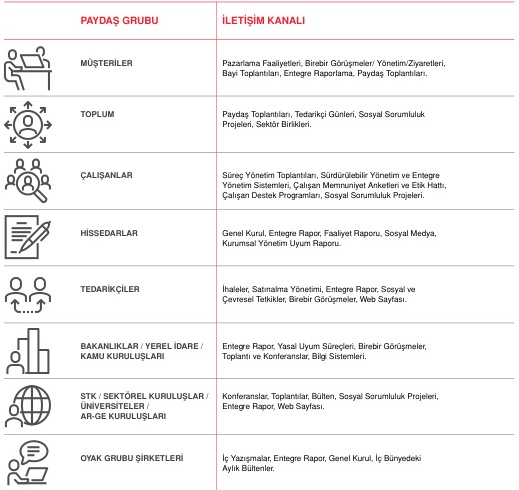 PAYDAŞ GRUBU
İLETİŞİM KANALI
MÜŞTERİLER
Pazarlama Faaliyetleri, Birebir Görüşmeler/ Yönetim/Ziyaretleri,
Bayi Toplantıları, Entegre Raporlama, Paydaş Toplantıları.
TOPLUM
Paydaş Toplantıları, Tedarikçi Günleri, Sosyal Sorumluluk
Projeleri, Sektör Birlikleri.
ÇALIŞANLAR
Süreç Yönetim Toplantıları, Sürdürülebilir Yönetim ve Entegre
Yönetim Sistemleri, Çalışan Memnuniyet Anketleri ve Etik Hattı,
Çalışan Destek Programları, Sosyal Sorumluluk Projeleri.
HİSSEDARLAR
Genel Kurul, Entegre Rapor, Faaliyet Raporu, Sosyal Medya,
Kurumsal Yönetim Uyum Raporu.
TEDARİKÇİLER
İhaleler, Satınalma Yönetimi, Entegre Rapor, Sosyal ve
Çevresel Tetkikler, Birebir Görüşmeler, Web Sayfası.
BAKANLIKLAR / YEREL İDARE /
KAMU KURULUŞLARI
Entegre Rapor, Yasal Uyum Süreçleri, Birebir Görüşmeler,
Toplantı ve Konferanslar, Bilgi Sistemleri.
STK / SEKTÖREL KURULUŞLAR /
ÜNİVERSİTELER /
AR-GE KURULUŞLARI
Konferanslar, Toplantılar, Bülten, Sosyal Sorumluluk Projeleri,
Entegre Rapor, Web Sayfası.
OYAK GRUBU ŞİRKETLERİ
İç Yazışmalar, Entegre Rapor, Genel Kurul, İç Bünyedeki
Aylık Bültenler.